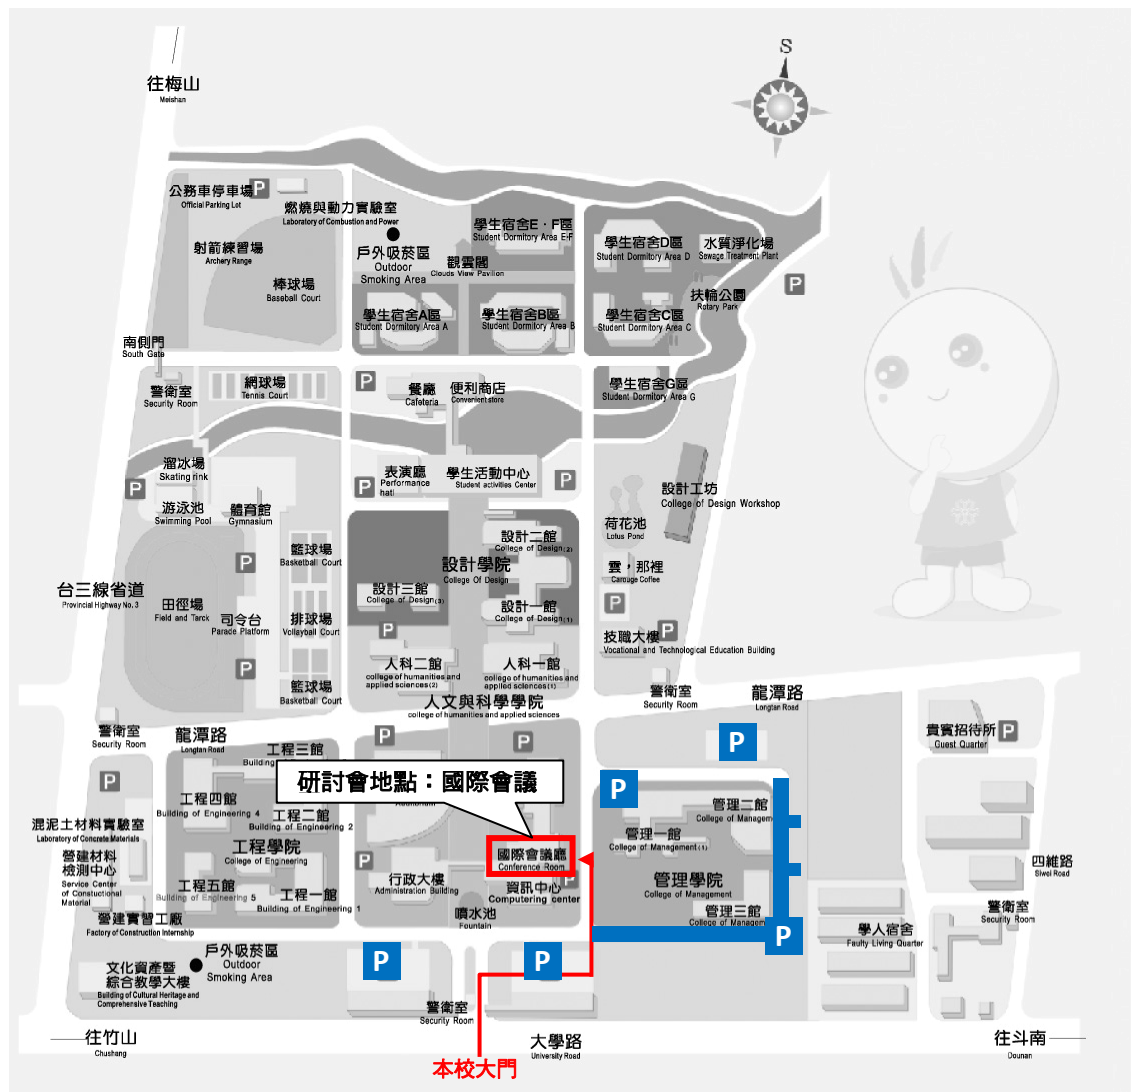 S
往梅山
Meishan
公務車停車場
P
Official Parking Lot
燃燒與動力實驗室
Laboratory of Combustion and Power
射箭練習場
Archery Range
棒球場
Baseball Court
戶外吸菸區
Outdoor
Smoking Area
觀雲閣
Clouds View Pavilion
學生宿舍E・F區
Student Dormitory Area E-F
學生宿舍D區
Student Dormitory Area D
水質淨化場
Sewage Treatment Plant
P
扶輪公園
Rotary Park
學生宿舍A區
Student Dormitory Area A
學生宿舍B區
Student Dormitory Area B
學生宿舍C區
Student Dormitory Area C
南側門
South Gate
警衛室
Security Room
網球場
Tennis Court
P
餐廳
Cafeteria
便利商店
Convenient store
學生宿舍G區
Student Dormitory Area G
溜冰場
Skating rink
P
游泳池
Swimming Pool
體育館
Gymnasium
P
表演廳
Performance
hatl
學生活動中心
Student activities Center
P
設計工坊
College of Design Workshop
荷花池
Lotus Pond
設計二館
College of Design(2)
籃球場
Basketball Court
P
設計學院
College Of Design
雲，那裡
Carouge Coffee
台三線省道
Provincial Highway No. 3
田徑場
Field and Tarck
司令台
Parade Platform
排球場
Vollayball Court
設計三館
College of Design(3)
設計一館
College of Design(1)
P
P
P
技職大樓
Vocational and Technological Education Building
P
籃球場
Basketball Court
人科二館
college of humanities and
applied sciences(2)
人科一館
college of humanities and
applied sciences(1)
人文與科學學院
college of humanities and applied sciences
警衛室
Security Room
龍潭路
Longtan Road
警衛室
Security Room
龍潭路
Longtan Road
P
P
P
貴賓招待所
Guest Quarter
P
工程三館
研討會地點：國際會議
P
P
工程四館
Building of Engineering 4
工程二館
Building of Engineering 2
管理二館
College of Managem
管理一館
College of Management(1)
混泥土材料實驗室
Laboratory of Concrete Materials
工程學院
College of Engineering
營建材料
檢測中心
Service Center
of Constuctional
Material
P
行政大樓
Administration Building
國際會議廳
Conference Room
P
資訊中心
Computering center
管理學院
College of Management
四維路
Siwei Road
工程五館
Building of Engineering 5
工程一館
Building of Engineering 1
營建實習工廠
Factory of Construction Internship
噴水池
Fountain
管理三館
College of Managem
警衛室
Security Room
學人宿舍
Faulty Living Quarter
P
戶外吸菸區
Outdoor
Smoking Area
P
P
文化資產暨
綜合教學大樓
Building of Cultural Heritage and
Comprehensive Teaching
警衛室
Security Room
往竹山
Chushang
大學路
University Road
往斗南
Dounan
本校大門